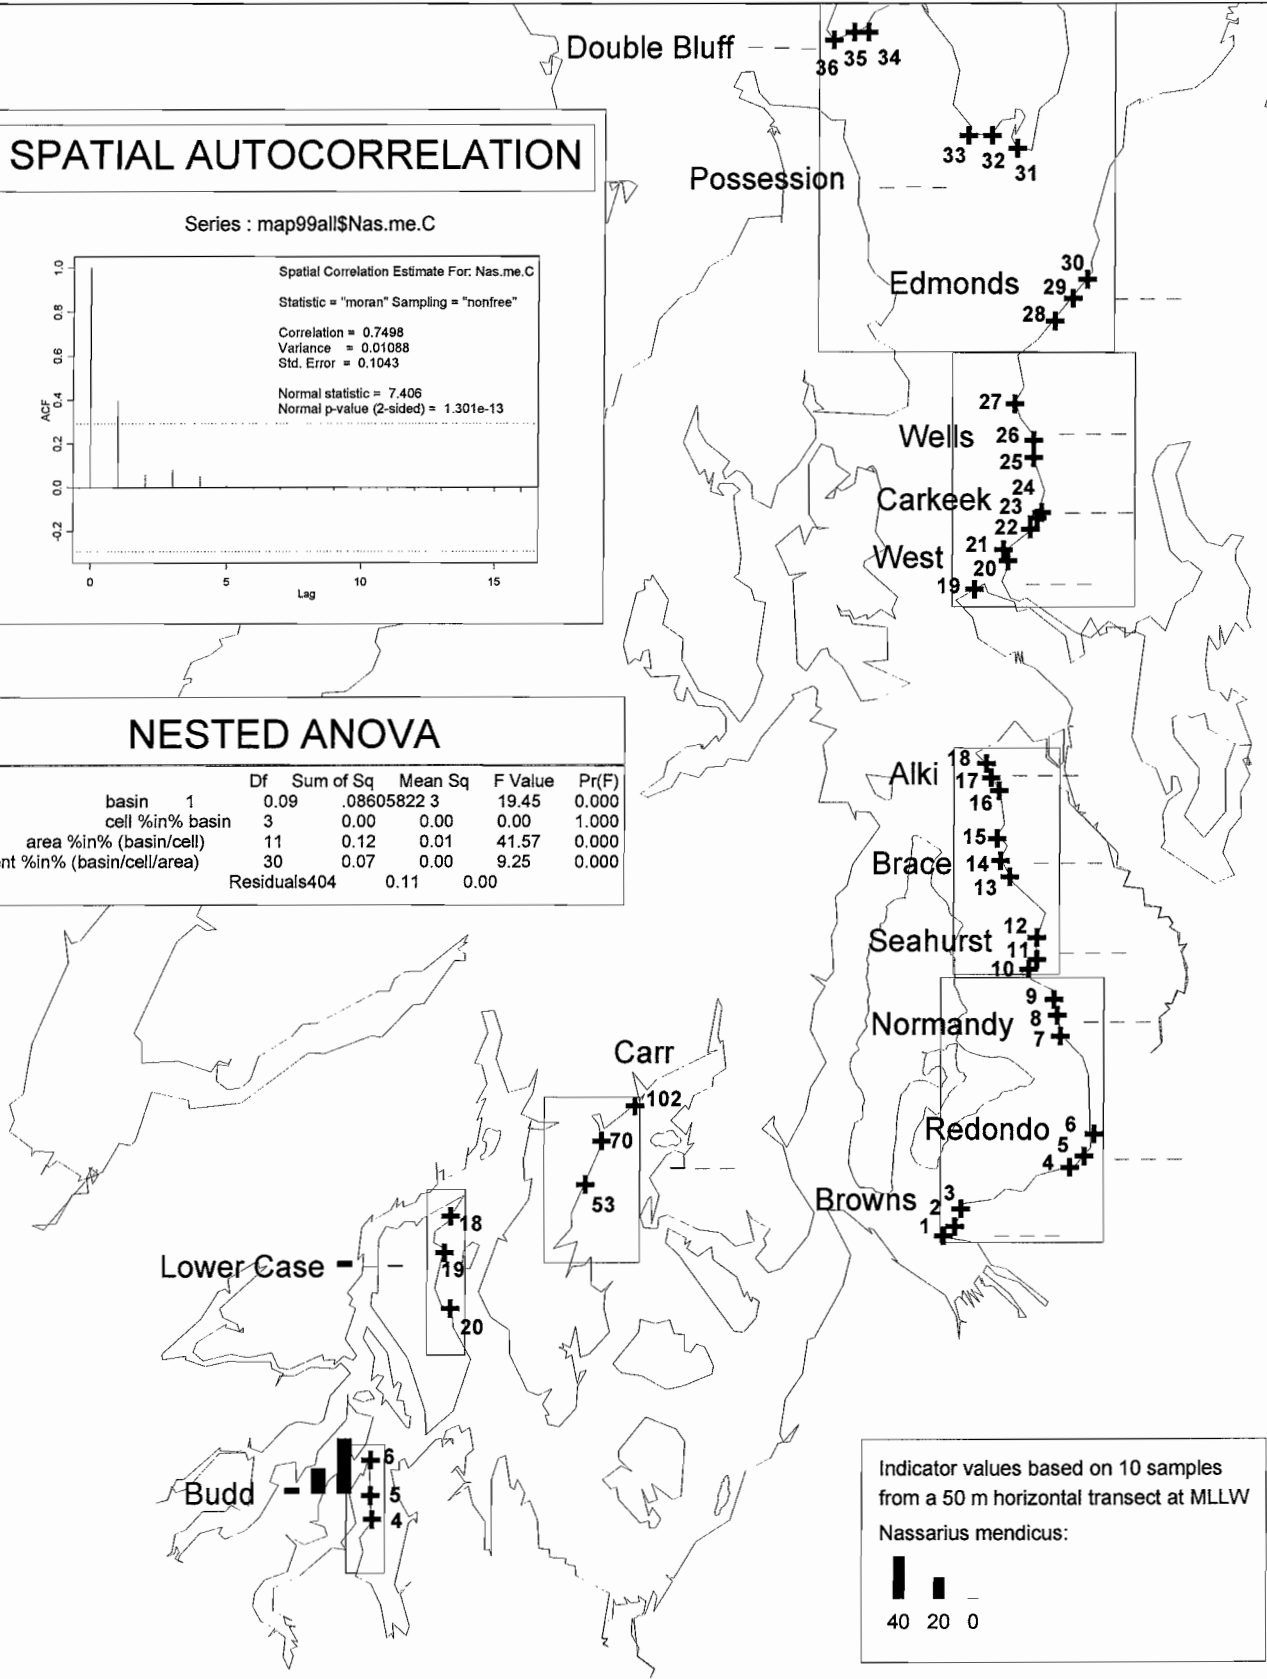 Double Bluff
36 35 34
SPATIAL AUTOCORRELATION
Series : map99all$Nas.me.C
Spatial Correlation Estimate For: Nas.me.C
Statistic = "moran" Sampling = "nonfree"
Correlation = 0.7498
Variance = 0.01088
Std. Error = 0.1043
Normal statistic = 7.406
Normal p-value (2-sided) = 1.301e-13
ACF
1.0
0.8
0.6
0.4
0.2
0.0
-0.2
0 5 10 15
Lag
33 32 31
Possession
Edmonds
30
29
28
27
Wells
26
25
24
Carkeek
23
22
West
21
20
19
NESTED ANOVA
Df Sum of Sq Mean Sq F Value Pr(F)
basin 1 0.09 .08605822 3 19.45 0.000
cell %in% basin 3 0.00 0.00 0.00 1.000
area %in% (basin/cell) 11 0.12 0.01 41.57 0.000
nt %in% (basin/cell/area) 30 0.07 0.00 9.25 0.000
Residuals404 0.11 0.00
Alki
18
17
16
15
Brace
14
13
12
Seahurst
11
10
9
Normandy
8
7
Carr
102
70
53
Redondo
6
5
4
Browns
3
2
1
18
Lower Case
19
20
Budd
6
5
4
Indicator values based on 10 samples
from a 50 m horizontal transect at MLLW
Nassarius mendicus:
40 20 0